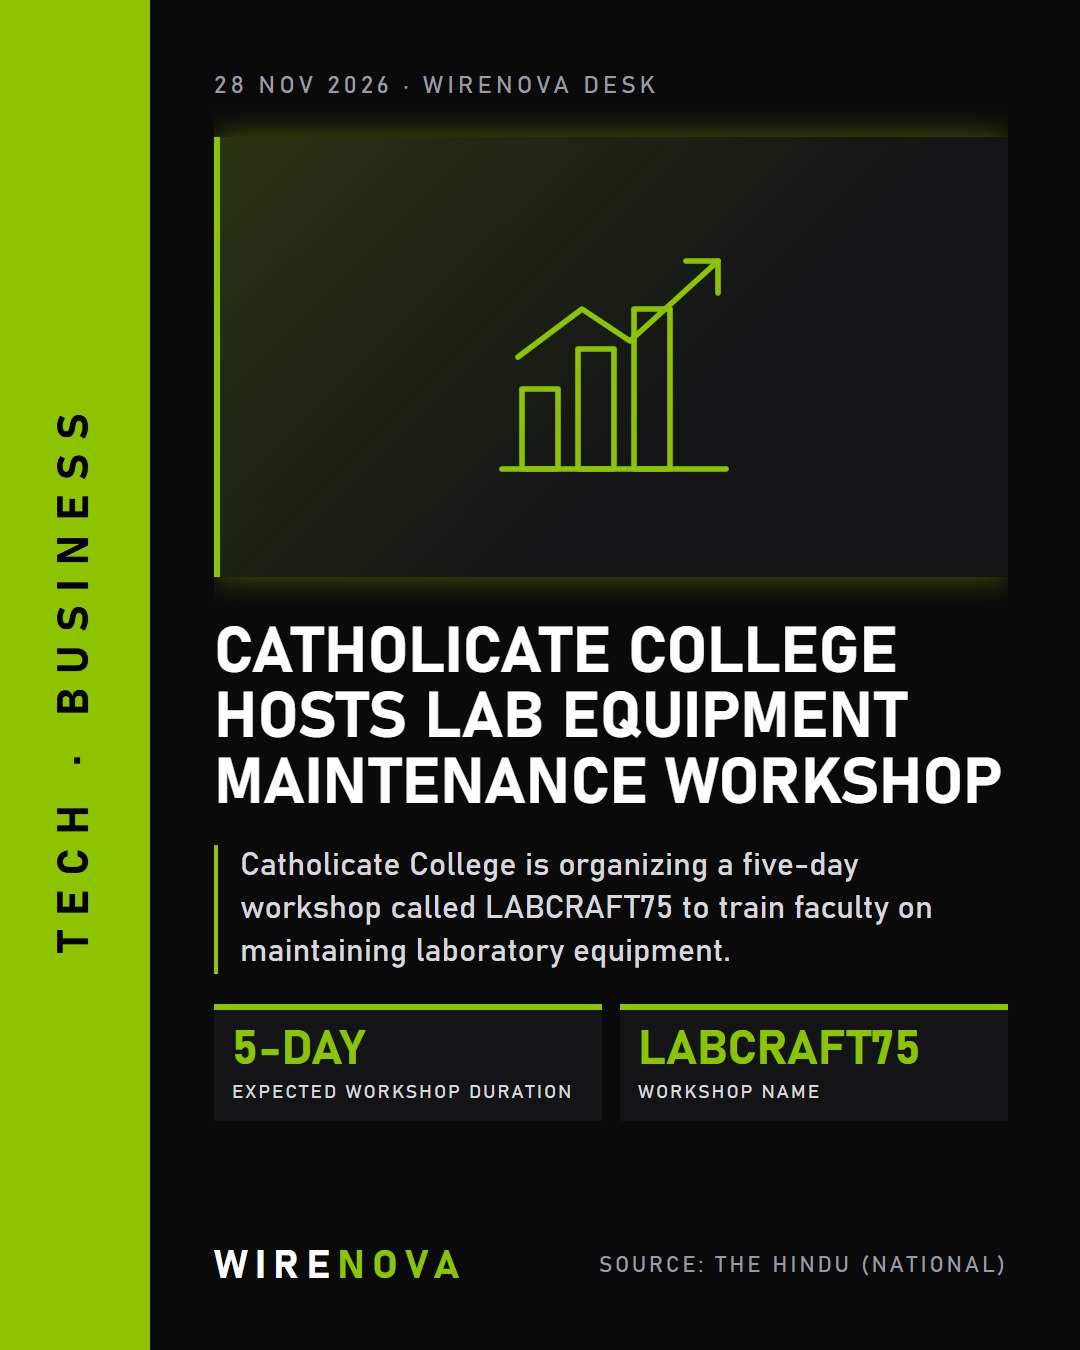 TECH · BUSINESS
28 NOV 2026 · WIRENOVA DESK
CATHOLICATE COLLEGE
HOSTS LAB EQUIPMENT
MAINTENANCE WORKSHOP
Catholicate College is organizing a five-day
workshop called LABCRAFT75 to train faculty on
maintaining laboratory equipment.
5-DAY
EXPECTED WORKSHOP DURATION
LABCRAFT75
WORKSHOP NAME
WIRENOVA
SOURCE: THE HINDU (NATIONAL)